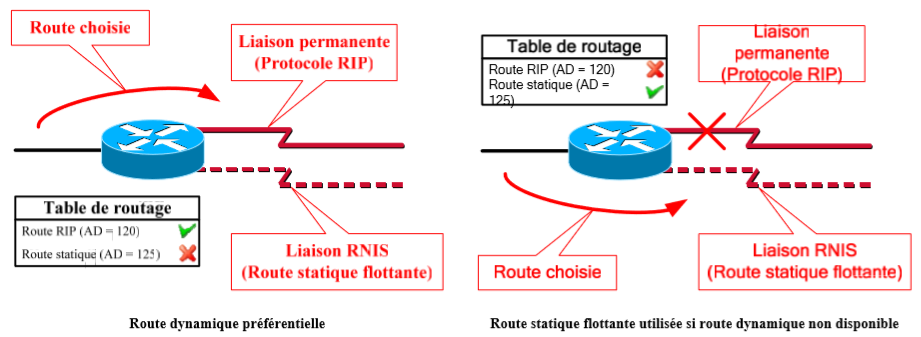 Route choisie
Liaison permanente
(Protocole RIP)
Table de routage
Route RIP (AD = 120)
Route statique (AD = 125)
Liaison RNIS
(Route statique flottante)
Route dynamique préférentielle
Table de routage
Route RIP (AD = 120)
Route statique (AD =
125)
Liaison
permanente
(Protocole RIP)
Route choisie
Liaison RNIS
(Route statique flottante)
Route statique flottante utilisée si route dynamique non disponible